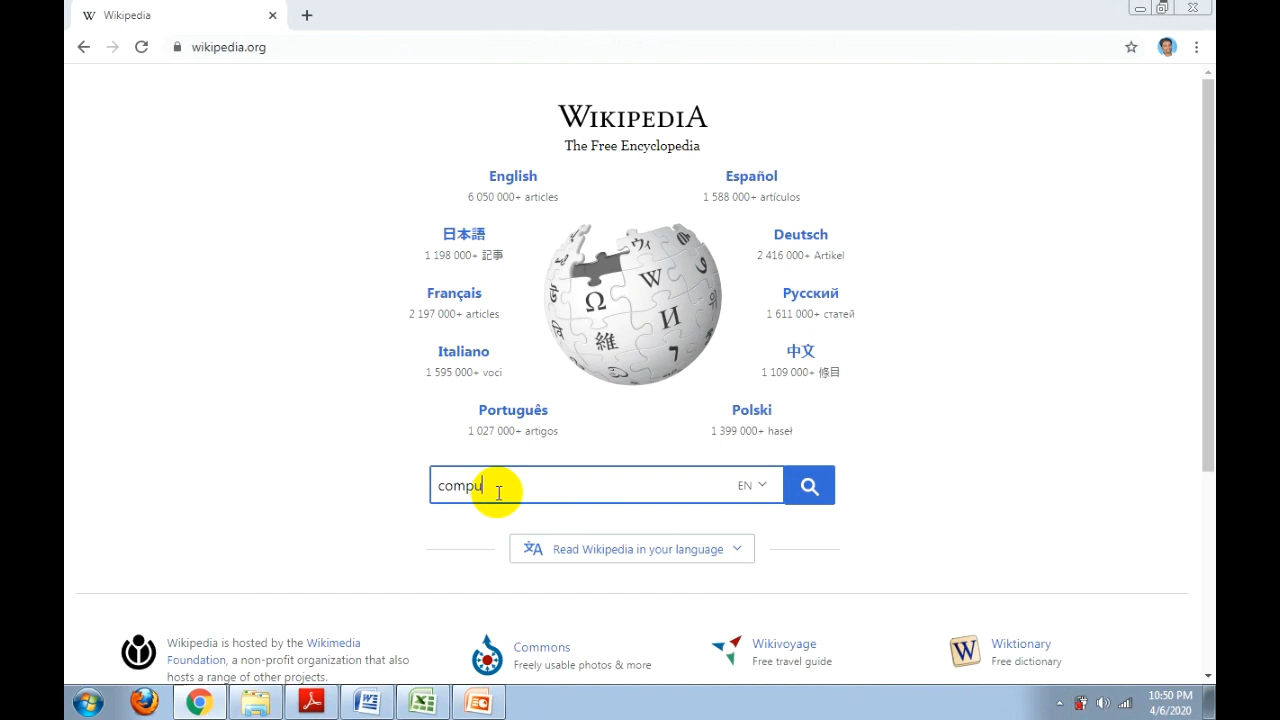 Wikipedia
wikipedia.org
WIKIPEDIA
The Free Encyclopedia
English
6 050 000+ articles
Español
1 588 000+ artículos
日本語
1 198 000+ 記事
Deutsch
2 416 000+ Artikel
Français
2 197 000+ articles
Русский
1 611 000+ статей
Italiano
1 595 000+ voci
中文
1 109 000+ 條目
Português
1 027 000+ artigos
Polski
1 399 000+ haseł
Ω
W
И
維
compu
EN
Read Wikipedia in your language
Wikipedia is hosted by the Wikimedia
Foundation, a non-profit organization that also
hosts a range of other projects.
Commons
Freely usable photos & more
Wikivoyage
Free travel guide
W
Wiktionary
Free dictionary
10:50 PM
4/6/2020